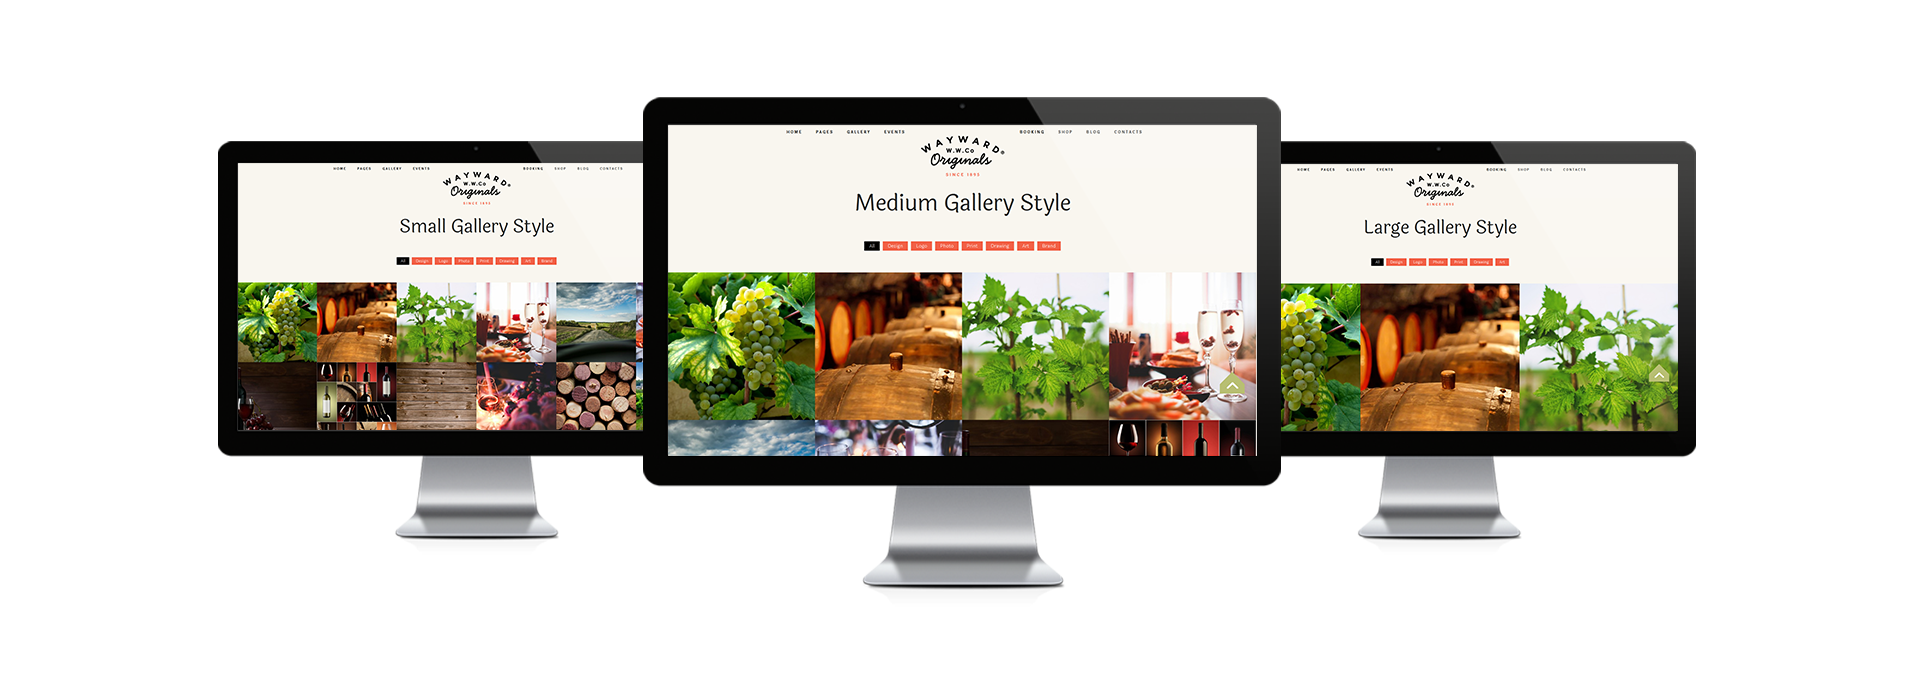 HOME PAGES GALLERY EVENTS BOOKING SHOP BLOG CONTACTS
WAYWARD
W.W.Co
Originals
SINCE 1893
Small Gallery Style
All Design Logo Photo Print Drawing Art Brand
HOME PAGES GALLERY EVENTS BOOKING SHOP BLOG CONTACTS
WAYWARD®
W.W.Co
Originals
SINCE 1893
Medium Gallery Style
All Design Logo Photo Print Drawing Art Brand
HOME PAGES GALLERY EVENTS BOOKING SHOP BLOG CONTACTS
WAYWARD
W.W.Co
Originals
SINCE 1893
Large Gallery Style
All Design Logo Photo Print Drawing Art